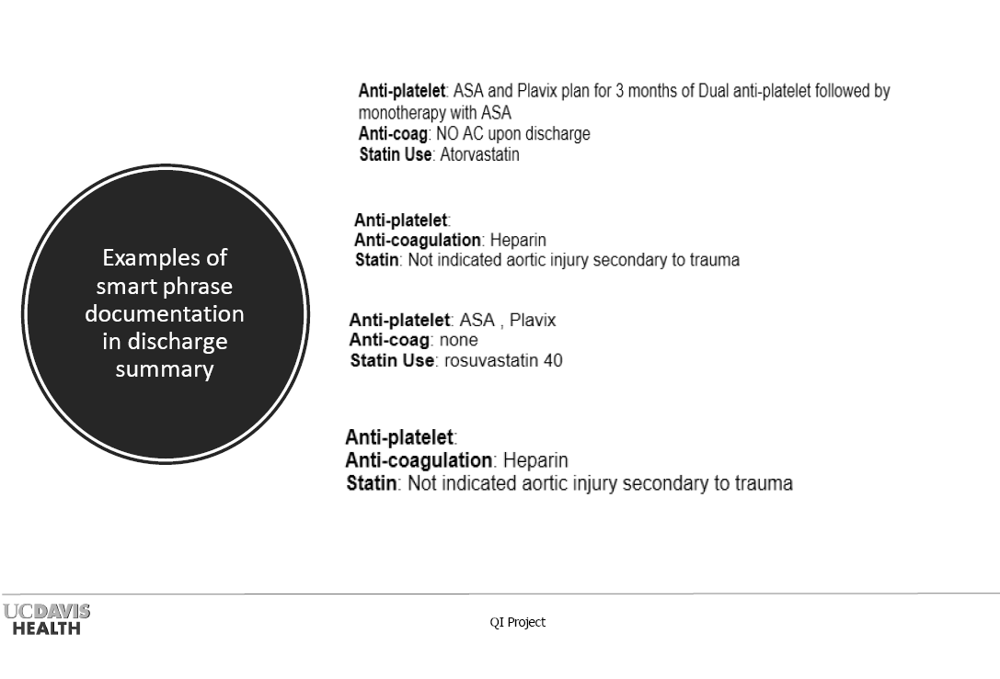 Examples of
smart phrase
documentation
in discharge
summary
Anti-platelet: ASA and Plavix plan for 3 months of Dual anti-platelet followed by
monotherapy with ASA
Anti-coag: NO AC upon discharge
Statin Use: Atorvastatin
Anti-platelet:
Anti-coagulation: Heparin
Statin: Not indicated aortic injury secondary to trauma
Anti-platelet: ASA , Plavix
Anti-coag: none
Statin Use: rosuvastatin 40
Anti-platelet:
Anti-coagulation: Heparin
Statin: Not indicated aortic injury secondary to trauma
UCDAVIS
HEALTH
QI Project